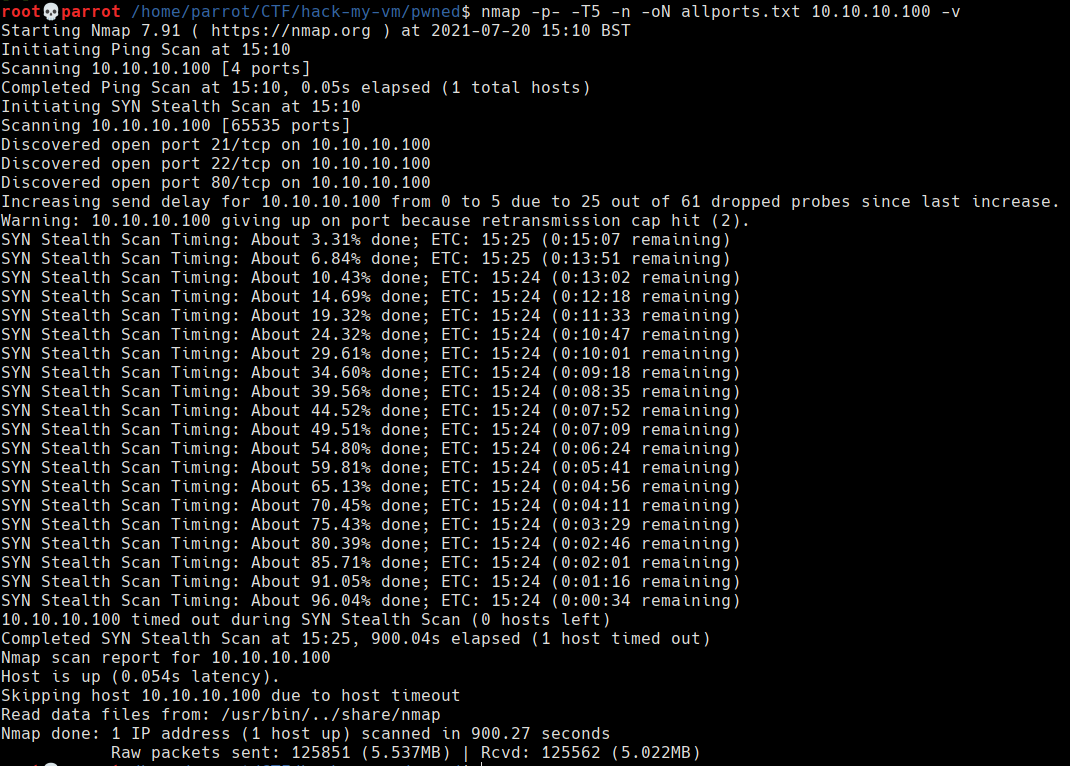 root💀parrot /home/parrot/CTF/hack-my-vm/pwned$ nmap -p- -T5 -n -oN allports.txt 10.10.10.100 -v
Starting Nmap 7.91 ( https://nmap.org ) at 2021-07-20 15:10 BST
Initiating Ping Scan at 15:10
Scanning 10.10.10.100 [4 ports]
Completed Ping Scan at 15:10, 0.05s elapsed (1 total hosts)
Initiating SYN Stealth Scan at 15:10
Scanning 10.10.10.100 [65535 ports]
Discovered open port 21/tcp on 10.10.10.100
Discovered open port 22/tcp on 10.10.10.100
Discovered open port 80/tcp on 10.10.10.100
Increasing send delay for 10.10.10.100 from 0 to 5 due to 25 out of 61 dropped probes since last increase.
Warning: 10.10.10.100 giving up on port because retransmission cap hit (2).
SYN Stealth Scan Timing: About 3.31% done; ETC: 15:25 (0:15:07 remaining)
SYN Stealth Scan Timing: About 6.84% done; ETC: 15:25 (0:13:51 remaining)
SYN Stealth Scan Timing: About 10.43% done; ETC: 15:24 (0:13:02 remaining)
SYN Stealth Scan Timing: About 14.69% done; ETC: 15:24 (0:12:18 remaining)
SYN Stealth Scan Timing: About 19.32% done; ETC: 15:24 (0:11:33 remaining)
SYN Stealth Scan Timing: About 24.32% done; ETC: 15:24 (0:10:47 remaining)
SYN Stealth Scan Timing: About 29.61% done; ETC: 15:24 (0:10:01 remaining)
SYN Stealth Scan Timing: About 34.60% done; ETC: 15:24 (0:09:18 remaining)
SYN Stealth Scan Timing: About 39.56% done; ETC: 15:24 (0:08:35 remaining)
SYN Stealth Scan Timing: About 44.52% done; ETC: 15:24 (0:07:52 remaining)
SYN Stealth Scan Timing: About 49.51% done; ETC: 15:24 (0:07:09 remaining)
SYN Stealth Scan Timing: About 54.80% done; ETC: 15:24 (0:06:24 remaining)
SYN Stealth Scan Timing: About 59.81% done; ETC: 15:24 (0:05:41 remaining)
SYN Stealth Scan Timing: About 65.13% done; ETC: 15:24 (0:04:56 remaining)
SYN Stealth Scan Timing: About 70.45% done; ETC: 15:24 (0:04:11 remaining)
SYN Stealth Scan Timing: About 75.43% done; ETC: 15:24 (0:03:29 remaining)
SYN Stealth Scan Timing: About 80.39% done; ETC: 15:24 (0:02:46 remaining)
SYN Stealth Scan Timing: About 85.71% done; ETC: 15:24 (0:02:01 remaining)
SYN Stealth Scan Timing: About 91.05% done; ETC: 15:24 (0:01:16 remaining)
SYN Stealth Scan Timing: About 96.04% done; ETC: 15:24 (0:00:34 remaining)
10.10.10.100 timed out during SYN Stealth Scan (0 hosts left)
Completed SYN Stealth Scan at 15:25, 900.04s elapsed (1 host timed out)
Nmap scan report for 10.10.10.100
Host is up (0.054s latency).
Skipping host 10.10.10.100 due to host timeout
Read data files from: /usr/bin/../share/nmap
Nmap done: 1 IP address (1 host up) scanned in 900.27 seconds
Raw packets sent: 125851 (5.537MB) | Rcvd: 125562 (5.022MB)